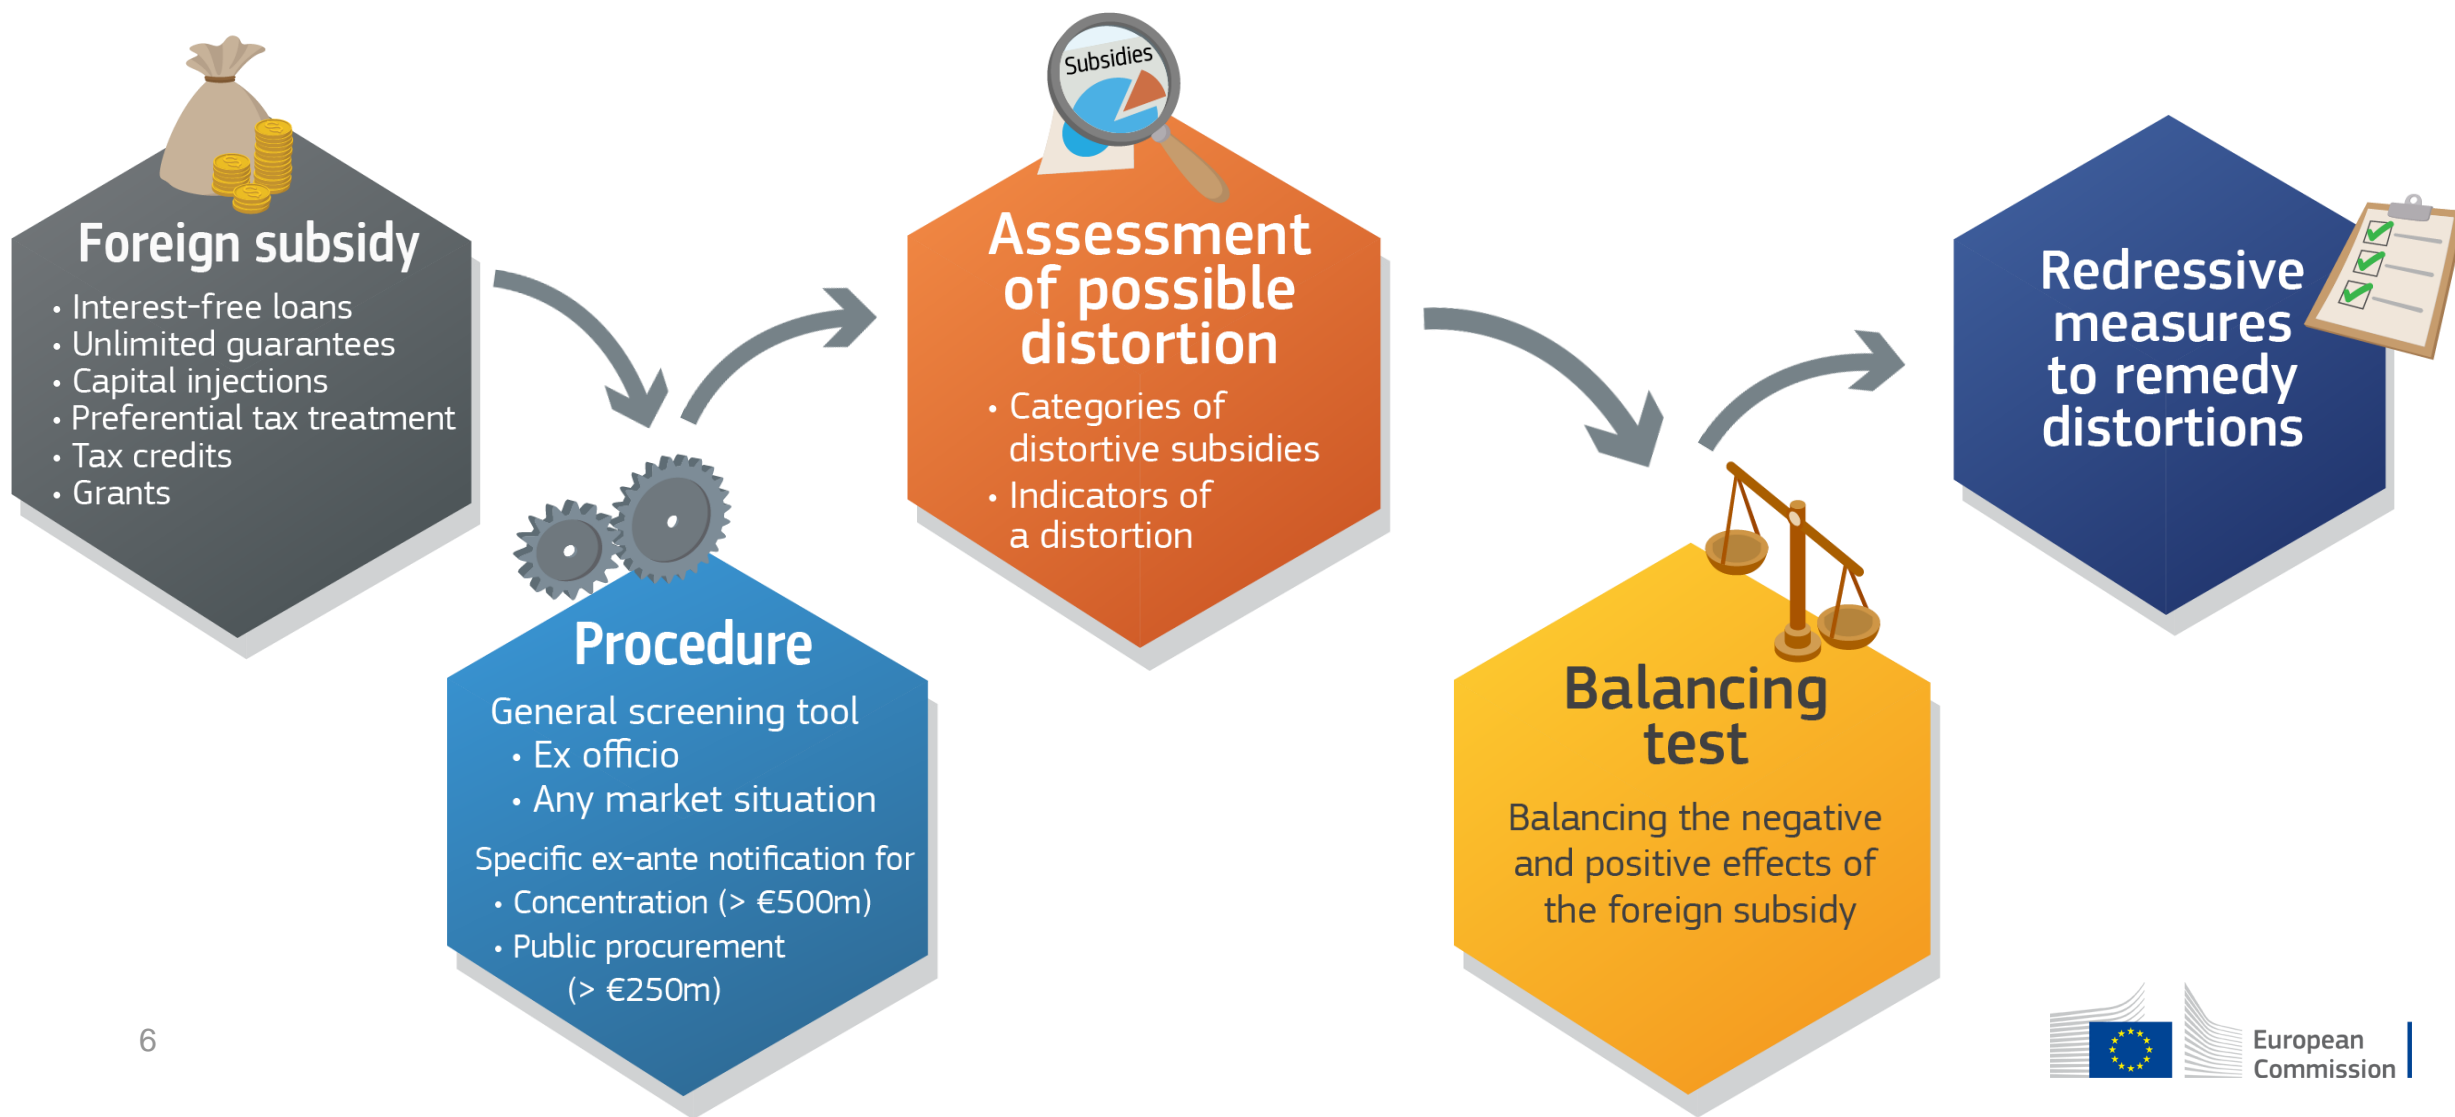 Foreign subsidy
• Interest-free loans
• Unlimited guarantees
• Capital injections
• Preferential tax treatment
• Tax credits
• Grants
Procedure
General screening tool
• Ex officio
• Any market situation
Specific ex-ante notification for
• Concentration (> €500m)
• Public procurement
(> €250m)
Subsidies
Assessment
of possible
distortion
• Categories of
distortive subsidies
• Indicators of
a distortion
Balancing
test
Balancing the negative
and positive effects of
the foreign subsidy
Redressive
measures
to remedy
distortions
6
European
Commission